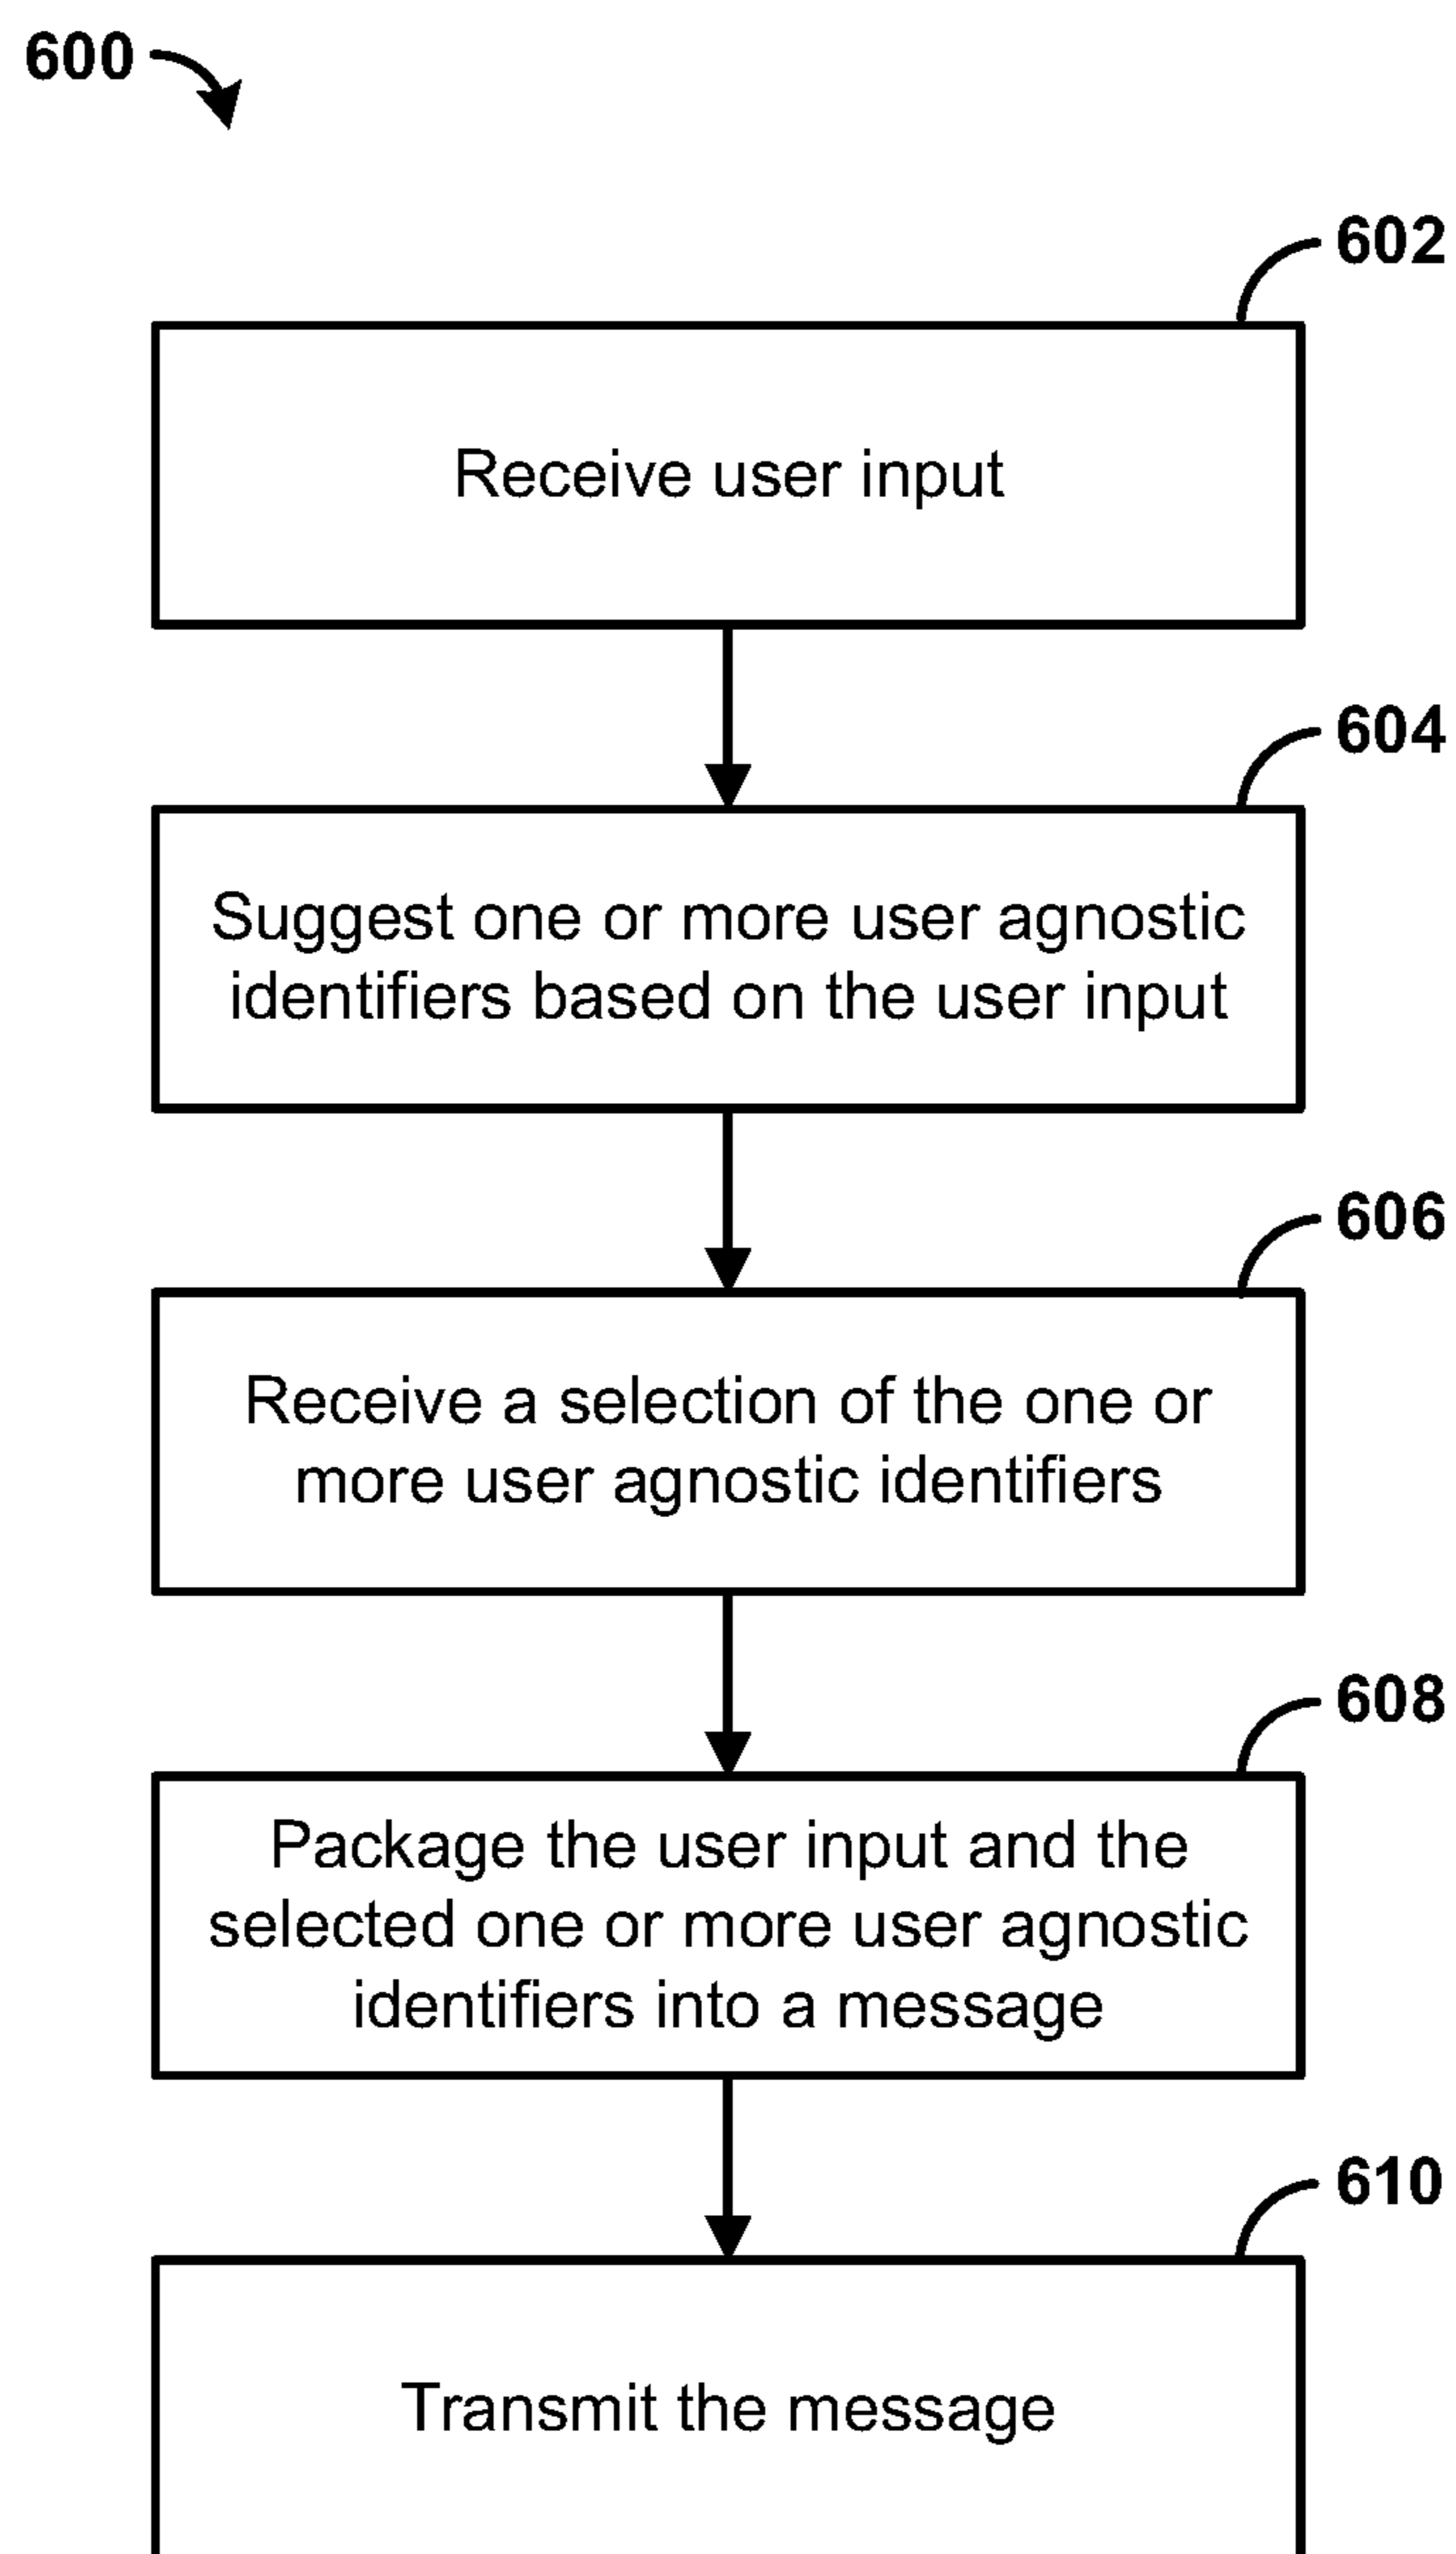 600
602
Receive user input
604
Suggest one or more user agnostic
identifiers based on the user input
606
Receive a selection of the one or
more user agnostic identifiers
608
Package the user input and the
selected one or more user agnostic
identifiers into a message
610
Transmit the message